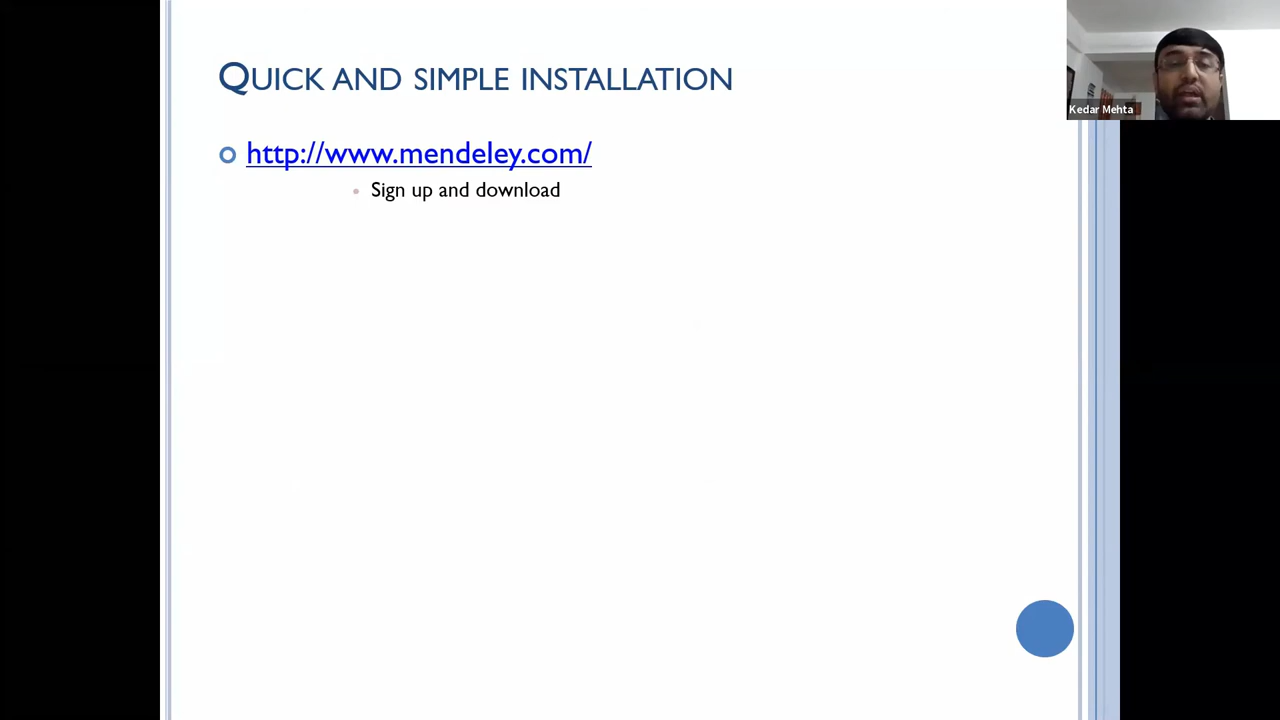 QUICK AND SIMPLE INSTALLATION
http://www.mendeley.com/
Sign up and download
Kedar Mehta